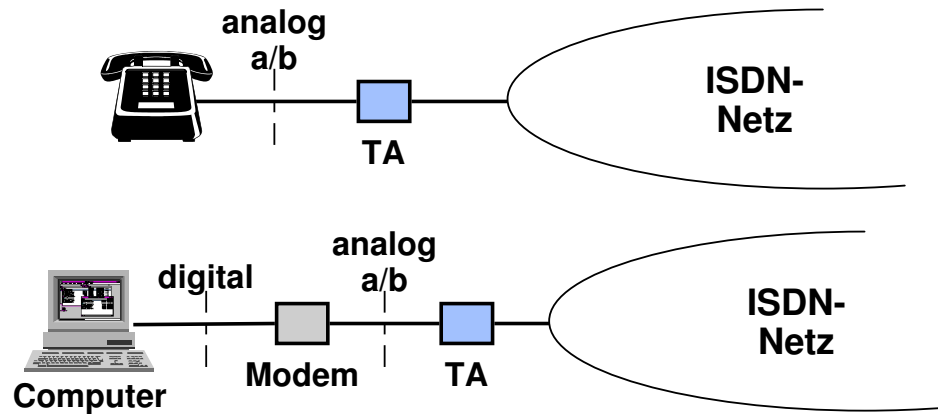 analog
a/b
ISDN-
Netz
TA
analog
a/b
digital
ISDN-
Netz
Modem
TA
Computer